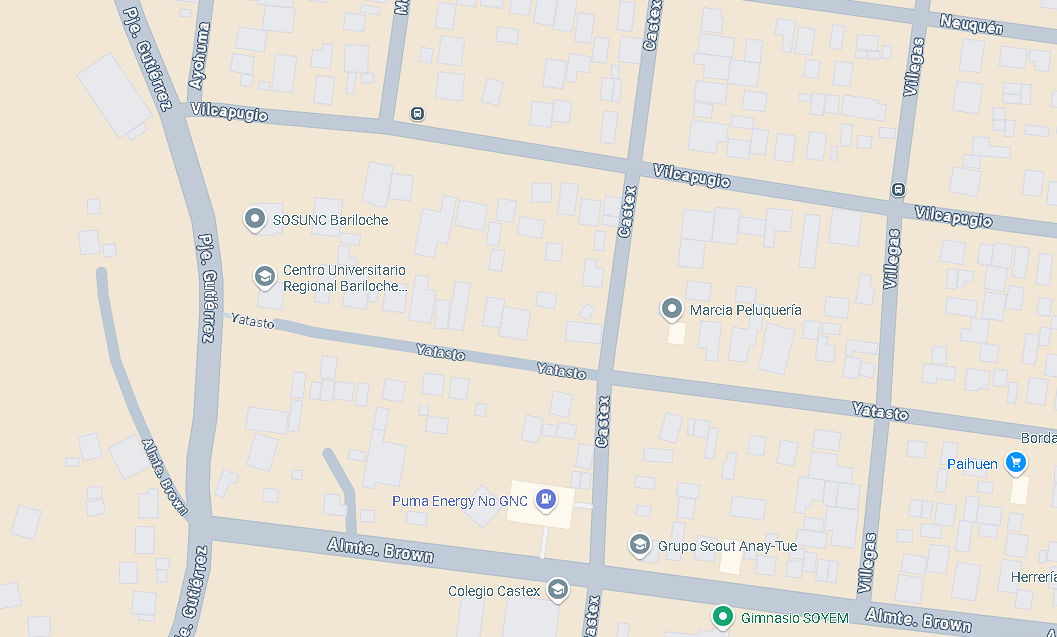 Pje. Gutiérrez
Ayohuma
Castex
Villegas
Neuquén
Vilcapugio
Vilcapugio
Vilcapugio
Castex
SOSUNC Bariloche
Pje. Gutiérrez
Villegas
Centro Universitario
Regional Bariloche...
Marcia Peluquería
Yatasto
Yatasto
Yatasto
Yatasto
Castex
Borda
Paihuen
Almte. Brown
Puma Energy No GNC
Almte. Brown
Grupo Scout Anay-Tue
Villegas
Herrería
Colegio Castex
Castex
Gimnasio SOYEM
Almte. Brown
e. Gutiérrez